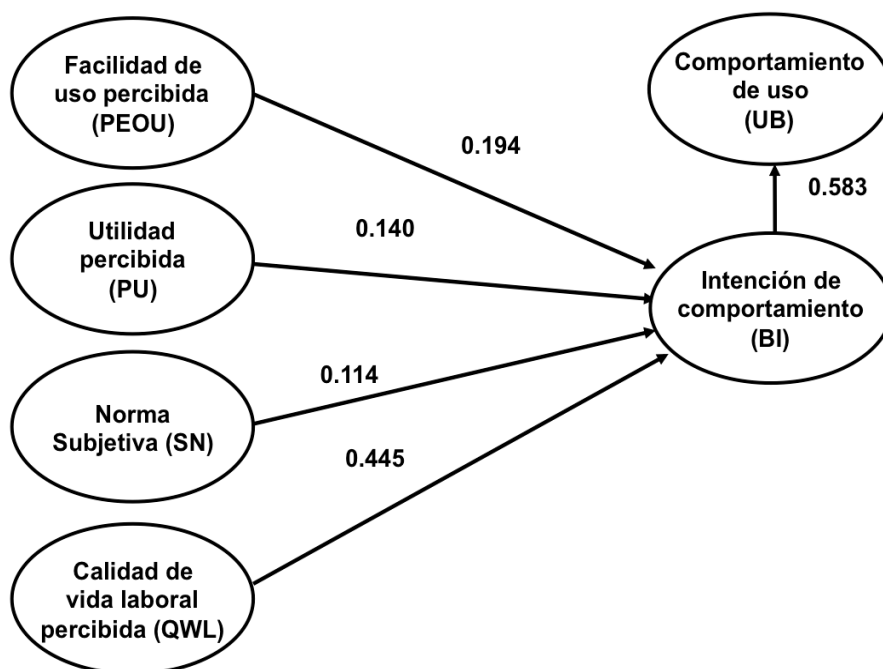 Facilidad de
uso percibida
(PEOU)
Comportamiento
de uso
(UB)
0.194
0.583
Utilidad
percibida
(PU)
0.140
Intención de
comportamiento
(BI)
0.114
Norma
Subjetiva (SN)
0.445
Calidad de
vida laboral
percibida (QWL)